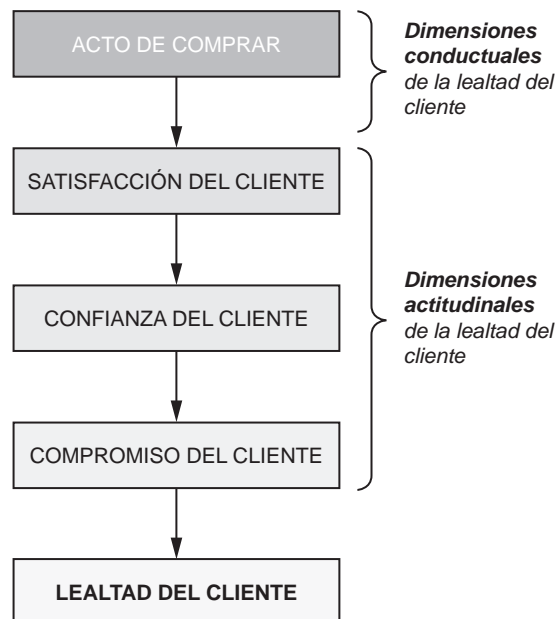 ACTO DE COMPRAR
Dimensiones
conductuales
de la lealtad del
cliente
SATISFACCIÓN DEL CLIENTE
CONFIANZA DEL CLIENTE
Dimensiones
actitudinales
de la lealtad del
cliente
COMPROMISO DEL CLIENTE
LEALTAD DEL CLIENTE